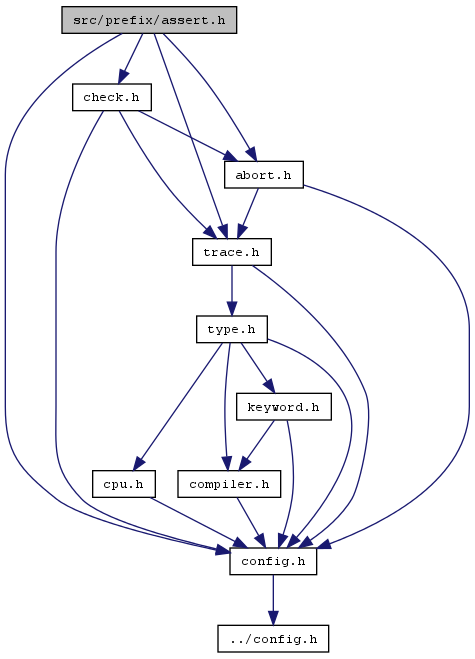 src/prefix/assert.h
check.h
abort.h
trace.h
type.h
keyword.h
cpu.h
compiler.h
config.h
../config.h